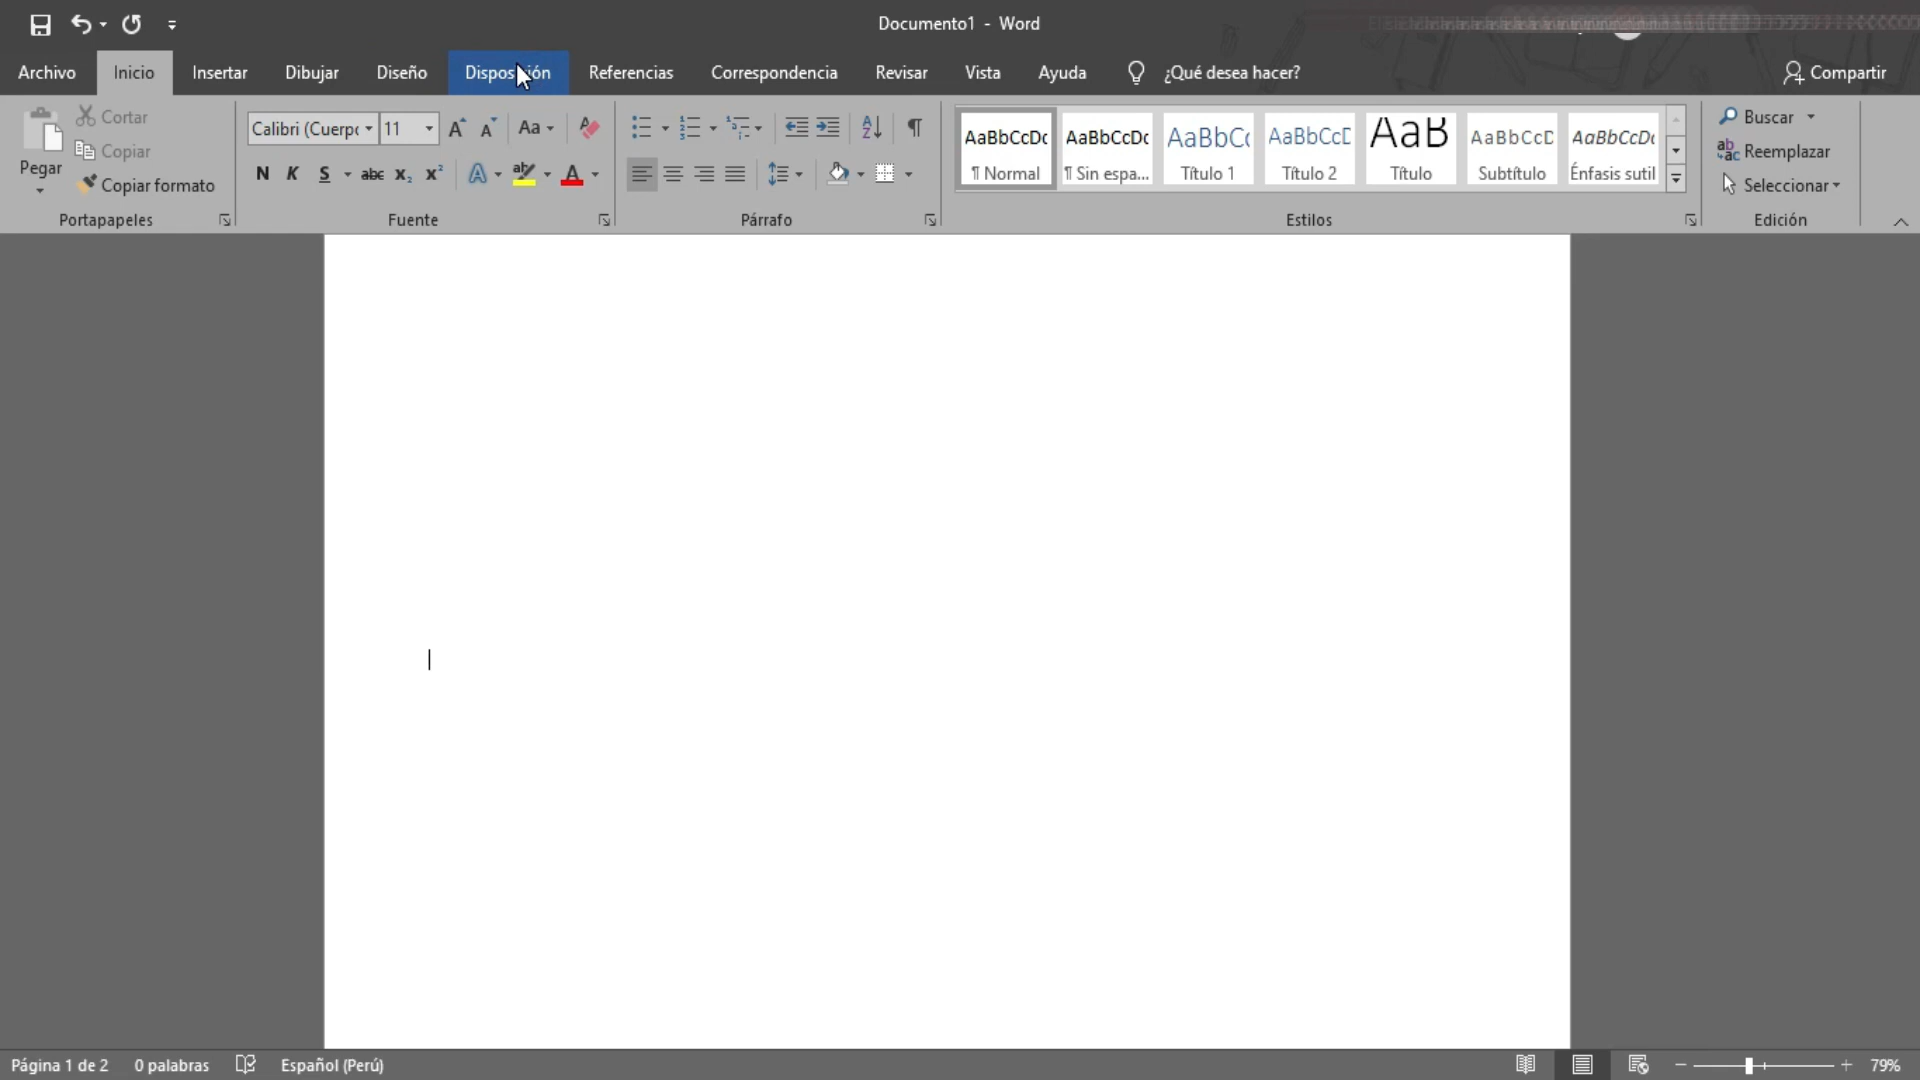 Documento1 - Word
Archivo Inicio Insertar Dibujar Diseño Disposición Referencias Correspondencia Revisar Vista Ayuda ¿Qué desea hacer? Compartir
Pegar
Cortar
Copiar
Copiar formato
Portapapeles
Calibri (Cuerpo 11 A A Aa A
N K S abc x₂ x² A aby A
Fuente
Párrafo
AaBbCcDc AaBbCcDc AaBbCc AaBbCcD AaB AaBbCcD AaBbCcDc
¶ Normal ¶ Sin espa... Título 1 Título 2 Título Subtítulo Énfasis sutil
Estilos
Buscar
Reemplazar
Seleccionar
Edición
Página 1 de 2 0 palabras Español (Perú) 79%